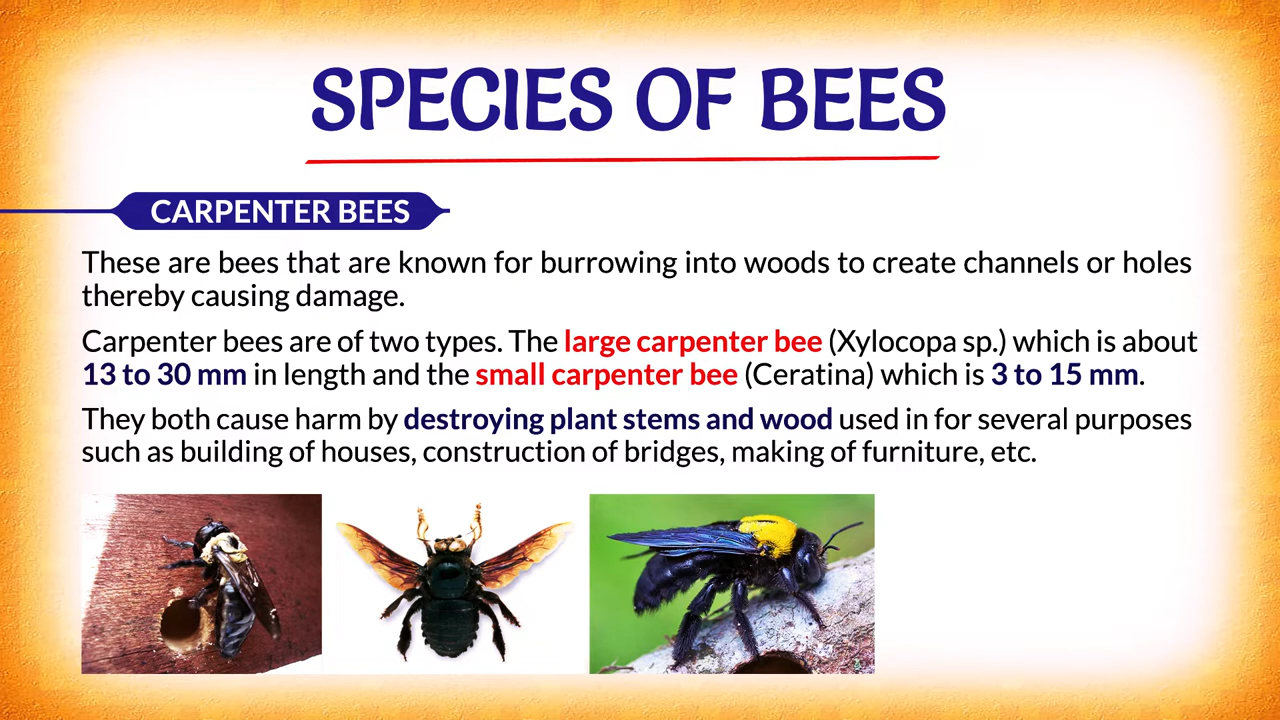 SPECIES OF BEES
CARPENTER BEES
These are bees that are known for burrowing into woods to create channels or holes
thereby causing damage.
Carpenter bees are of two types. The large carpenter bee (Xylocopa sp.) which is about
13 to 30 mm in length and the small carpenter bee (Ceratina) which is 3 to 15 mm.
They both cause harm by destroying plant stems and wood used in for several purposes
such as building of houses, construction of bridges, making of furniture, etc.